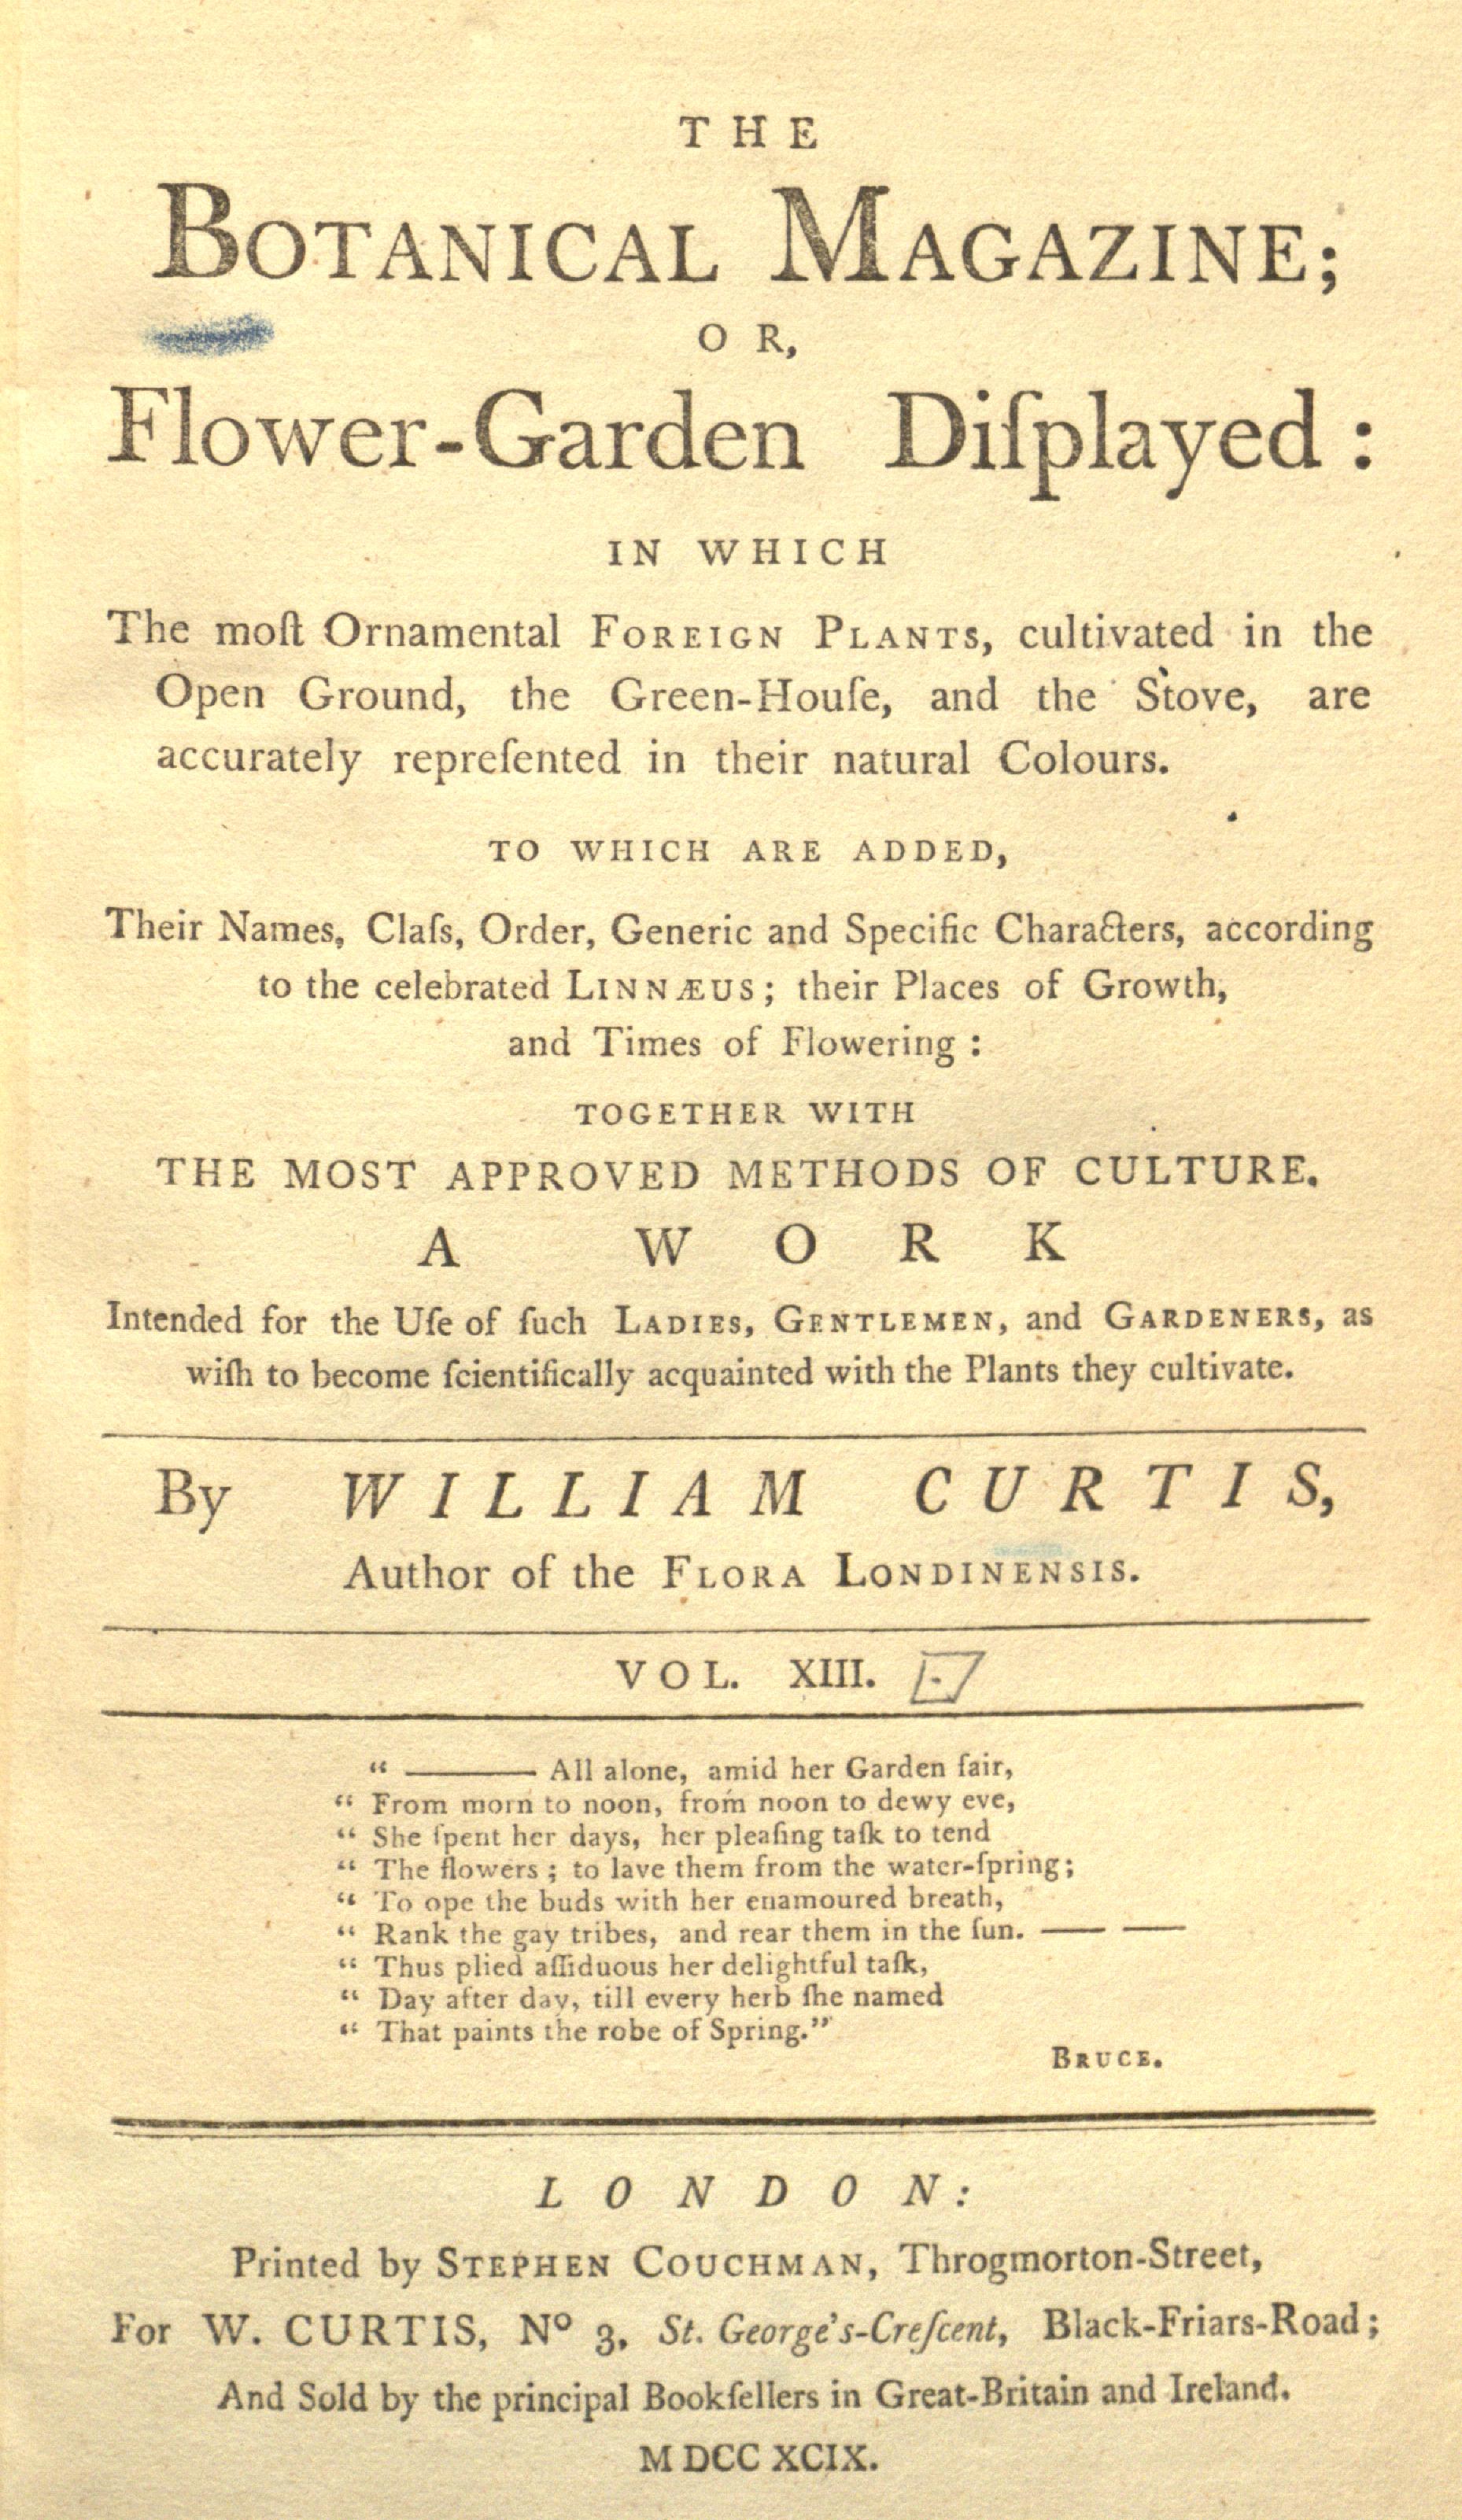 THE
BOTANICAL MAGAZINE;
OR,
Flower-Garden Diſplayed:
IN WHICH
The moſt Ornamental FOREIGN PLANTS, cultivated in the
Open Ground, the Green-Houſe, and the Stove, are
accurately repreſented in their natural Colours.
TO WHICH ARE ADDED,
Their Names, Claſs, Order, Generic and Specific Characters, according
to the celebrated LINNÆUS; their Places of Growth,
and Times of Flowering:
TOGETHER WITH
THE MOST APPROVED METHODS OF CULTURE.
A WORK
Intended for the Uſe of ſuch LADIES, GENTLEMEN, and GARDENERS, as
wiſh to become ſcientifically acquainted with the Plants they cultivate.
By WILLIAM CURTIS,
Author of the FLORA LONDINENSIS.
VOL. XIII.
“ ——— All alone, amid her Garden fair,
“ From morn to noon, from noon to dewy eve,
“ She ſpent her days, her pleaſing taſk to tend
“ The flowers; to lave them from the water-ſpring;
“ To ope the buds with her enamoured breath,
“ Rank the gay tribes, and rear them in the ſun. — —
“ Thus plied aſſiduous her delightful taſk,
“ Day after day, till every herb ſhe named
“ That paints the robe of Spring.”
BRUCE.
LONDON:
Printed by STEPHEN COUCHMAN, Throgmorton-Street,
For W. CURTIS, Nº 3, St. George's-Creſcent, Black-Friars-Road;
And Sold by the principal Bookſellers in Great-Britain and Ireland.
M DCC XCIX.